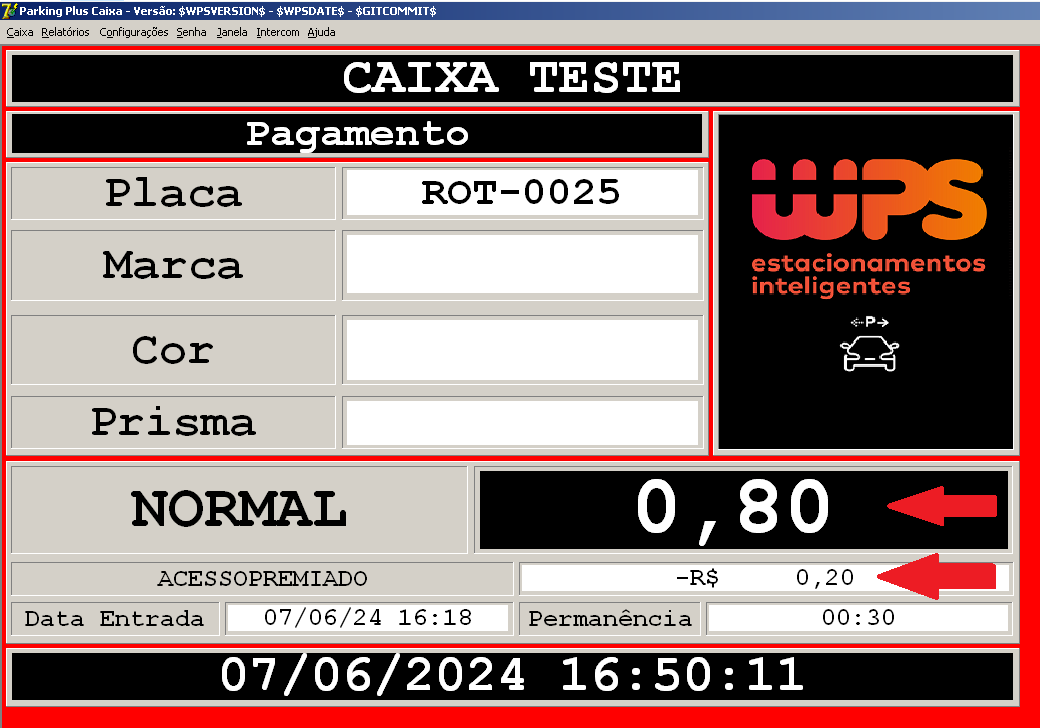 Parking Plus Caixa - Versão: $WPSVERSION$ - $WPSDATE$ - $GITCOMMIT$
Caixa Relatórios Configurações Senha Janela Intercom Ajuda
CAIXA TESTE
Pagamento
Placa ROT-0025
Marca
Cor
Prisma
WPS
estacionamentos
inteligentes
P
NORMAL 0,80
ACESSOPREMIADO -R$ 0,20
Data Entrada 07/06/24 16:18 Permanência 00:30
07/06/2024 16:50:11